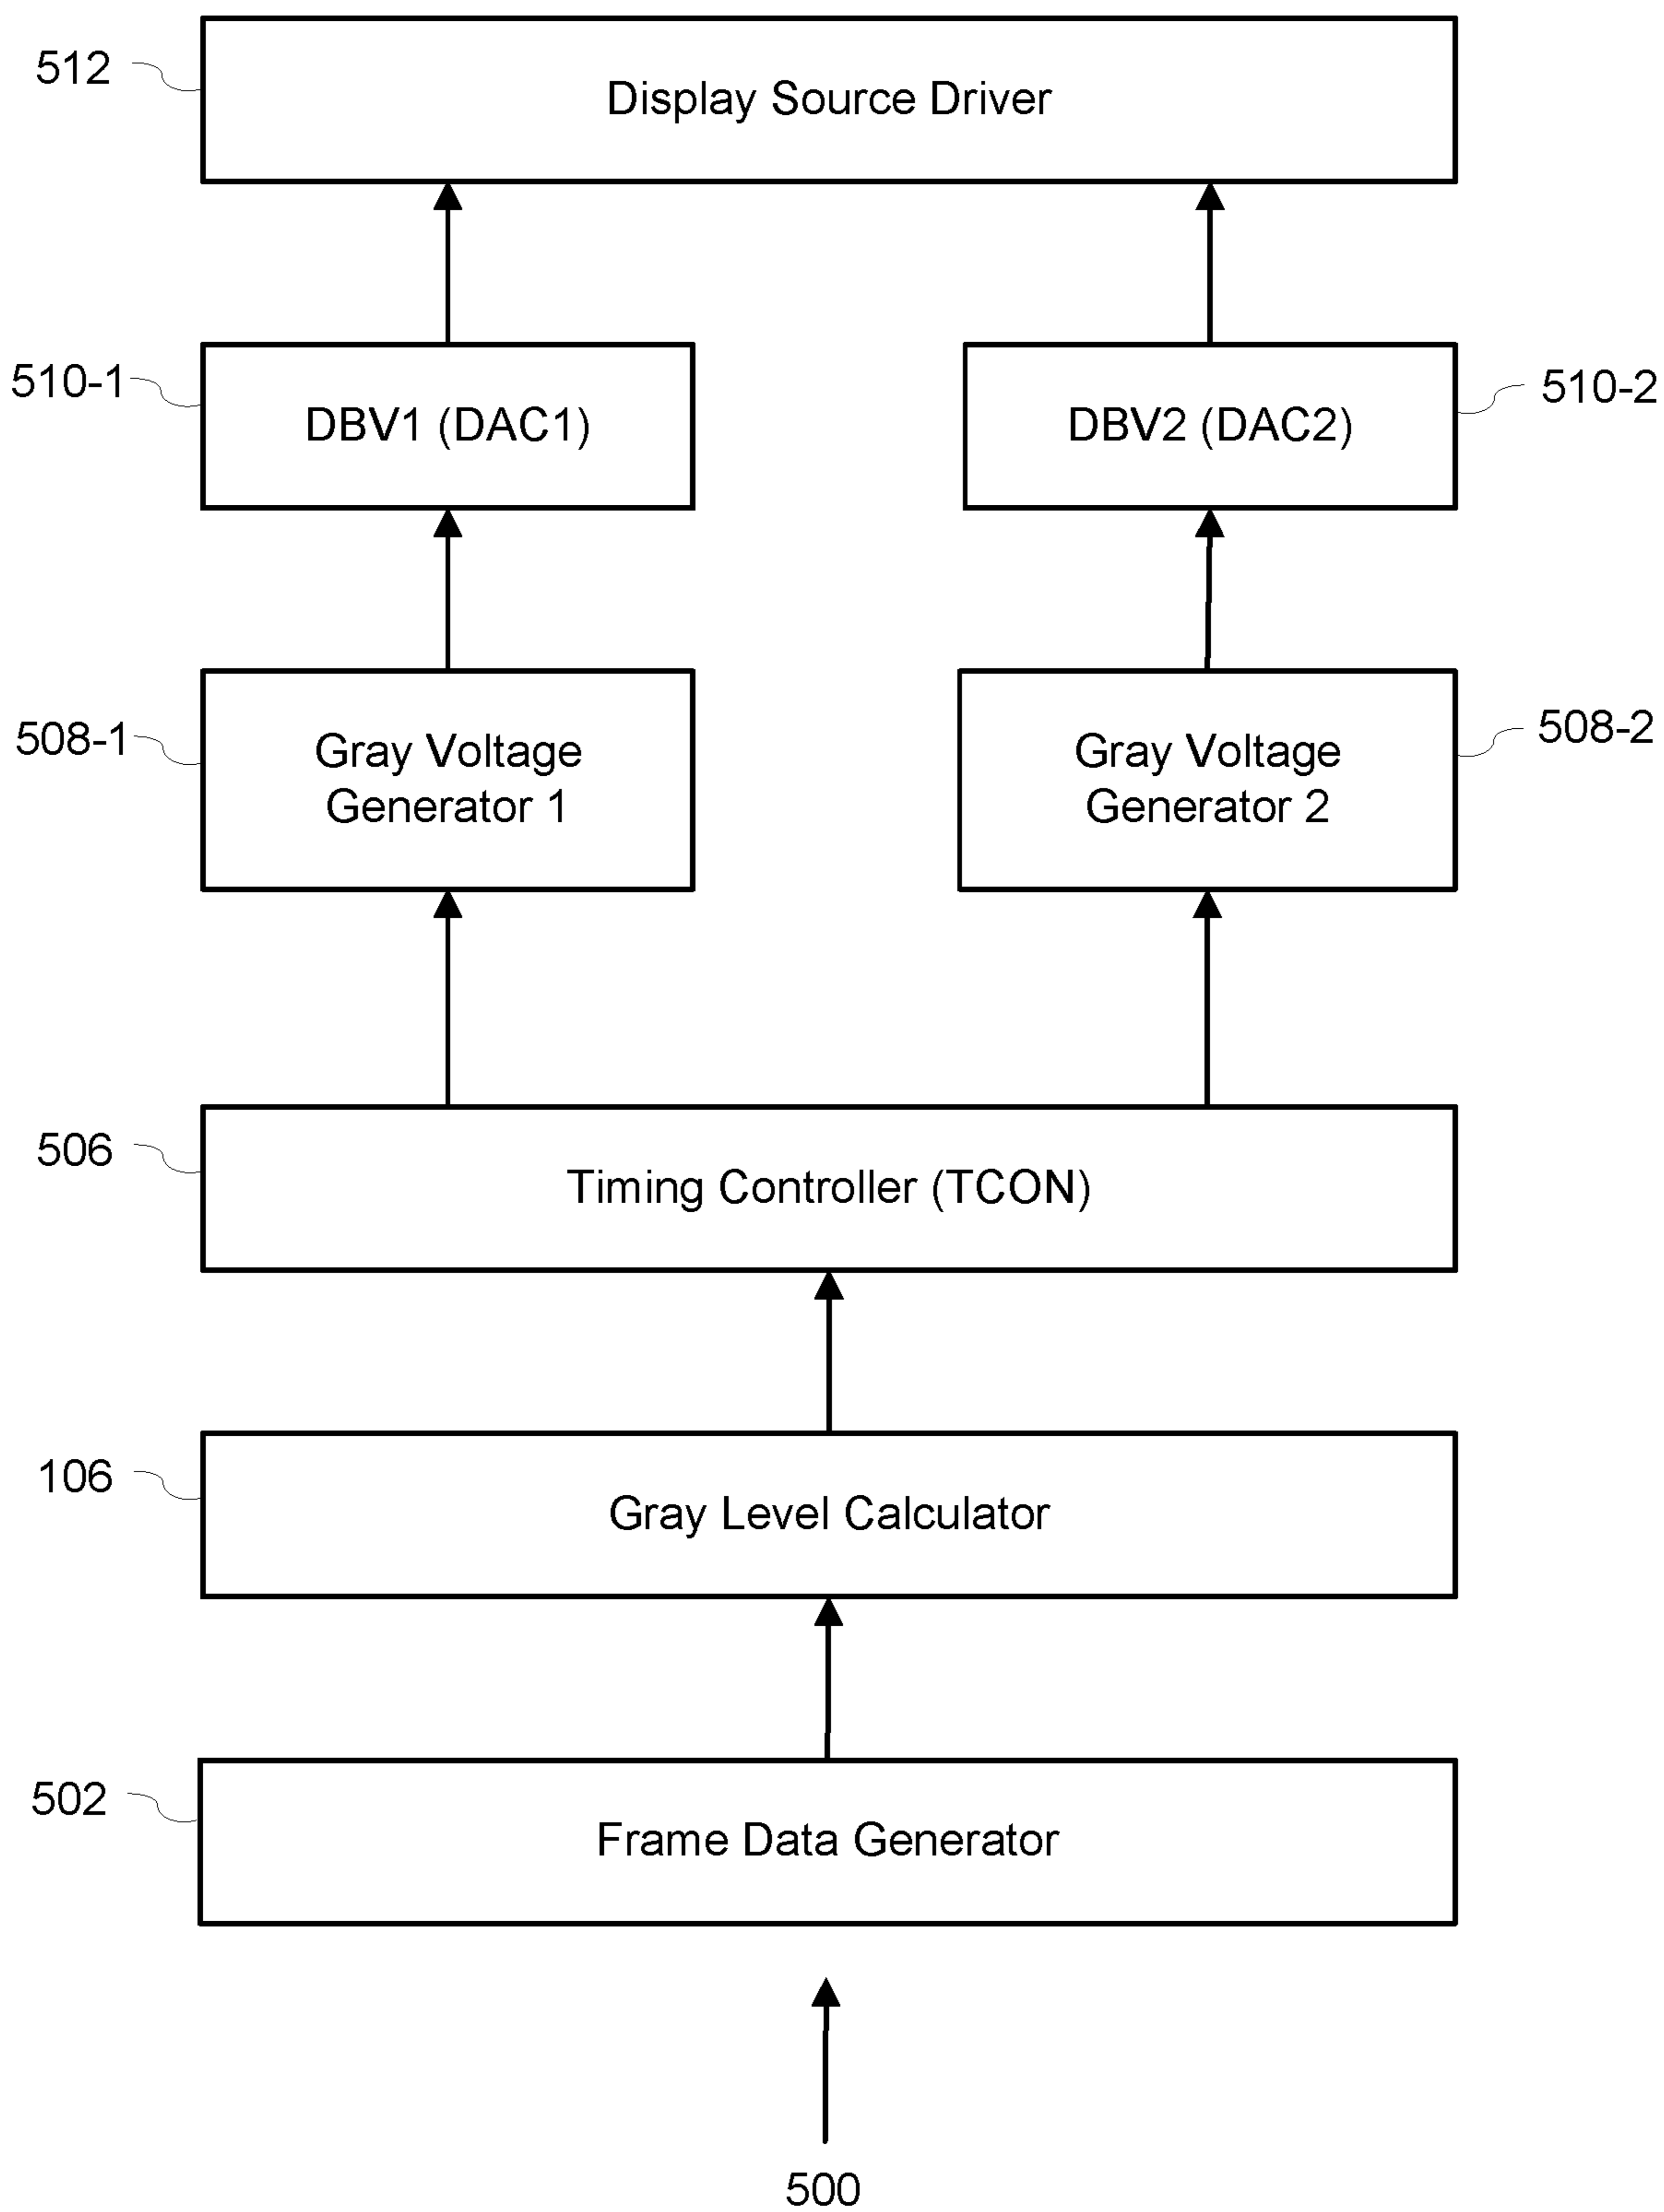 512
Display Source Driver
510-1
DBV1 (DAC1)
DBV2 (DAC2)
510-2
508-1
Gray Voltage
Generator 1
Gray Voltage
Generator 2
508-2
506
Timing Controller (TCON)
106
Gray Level Calculator
502
Frame Data Generator
500